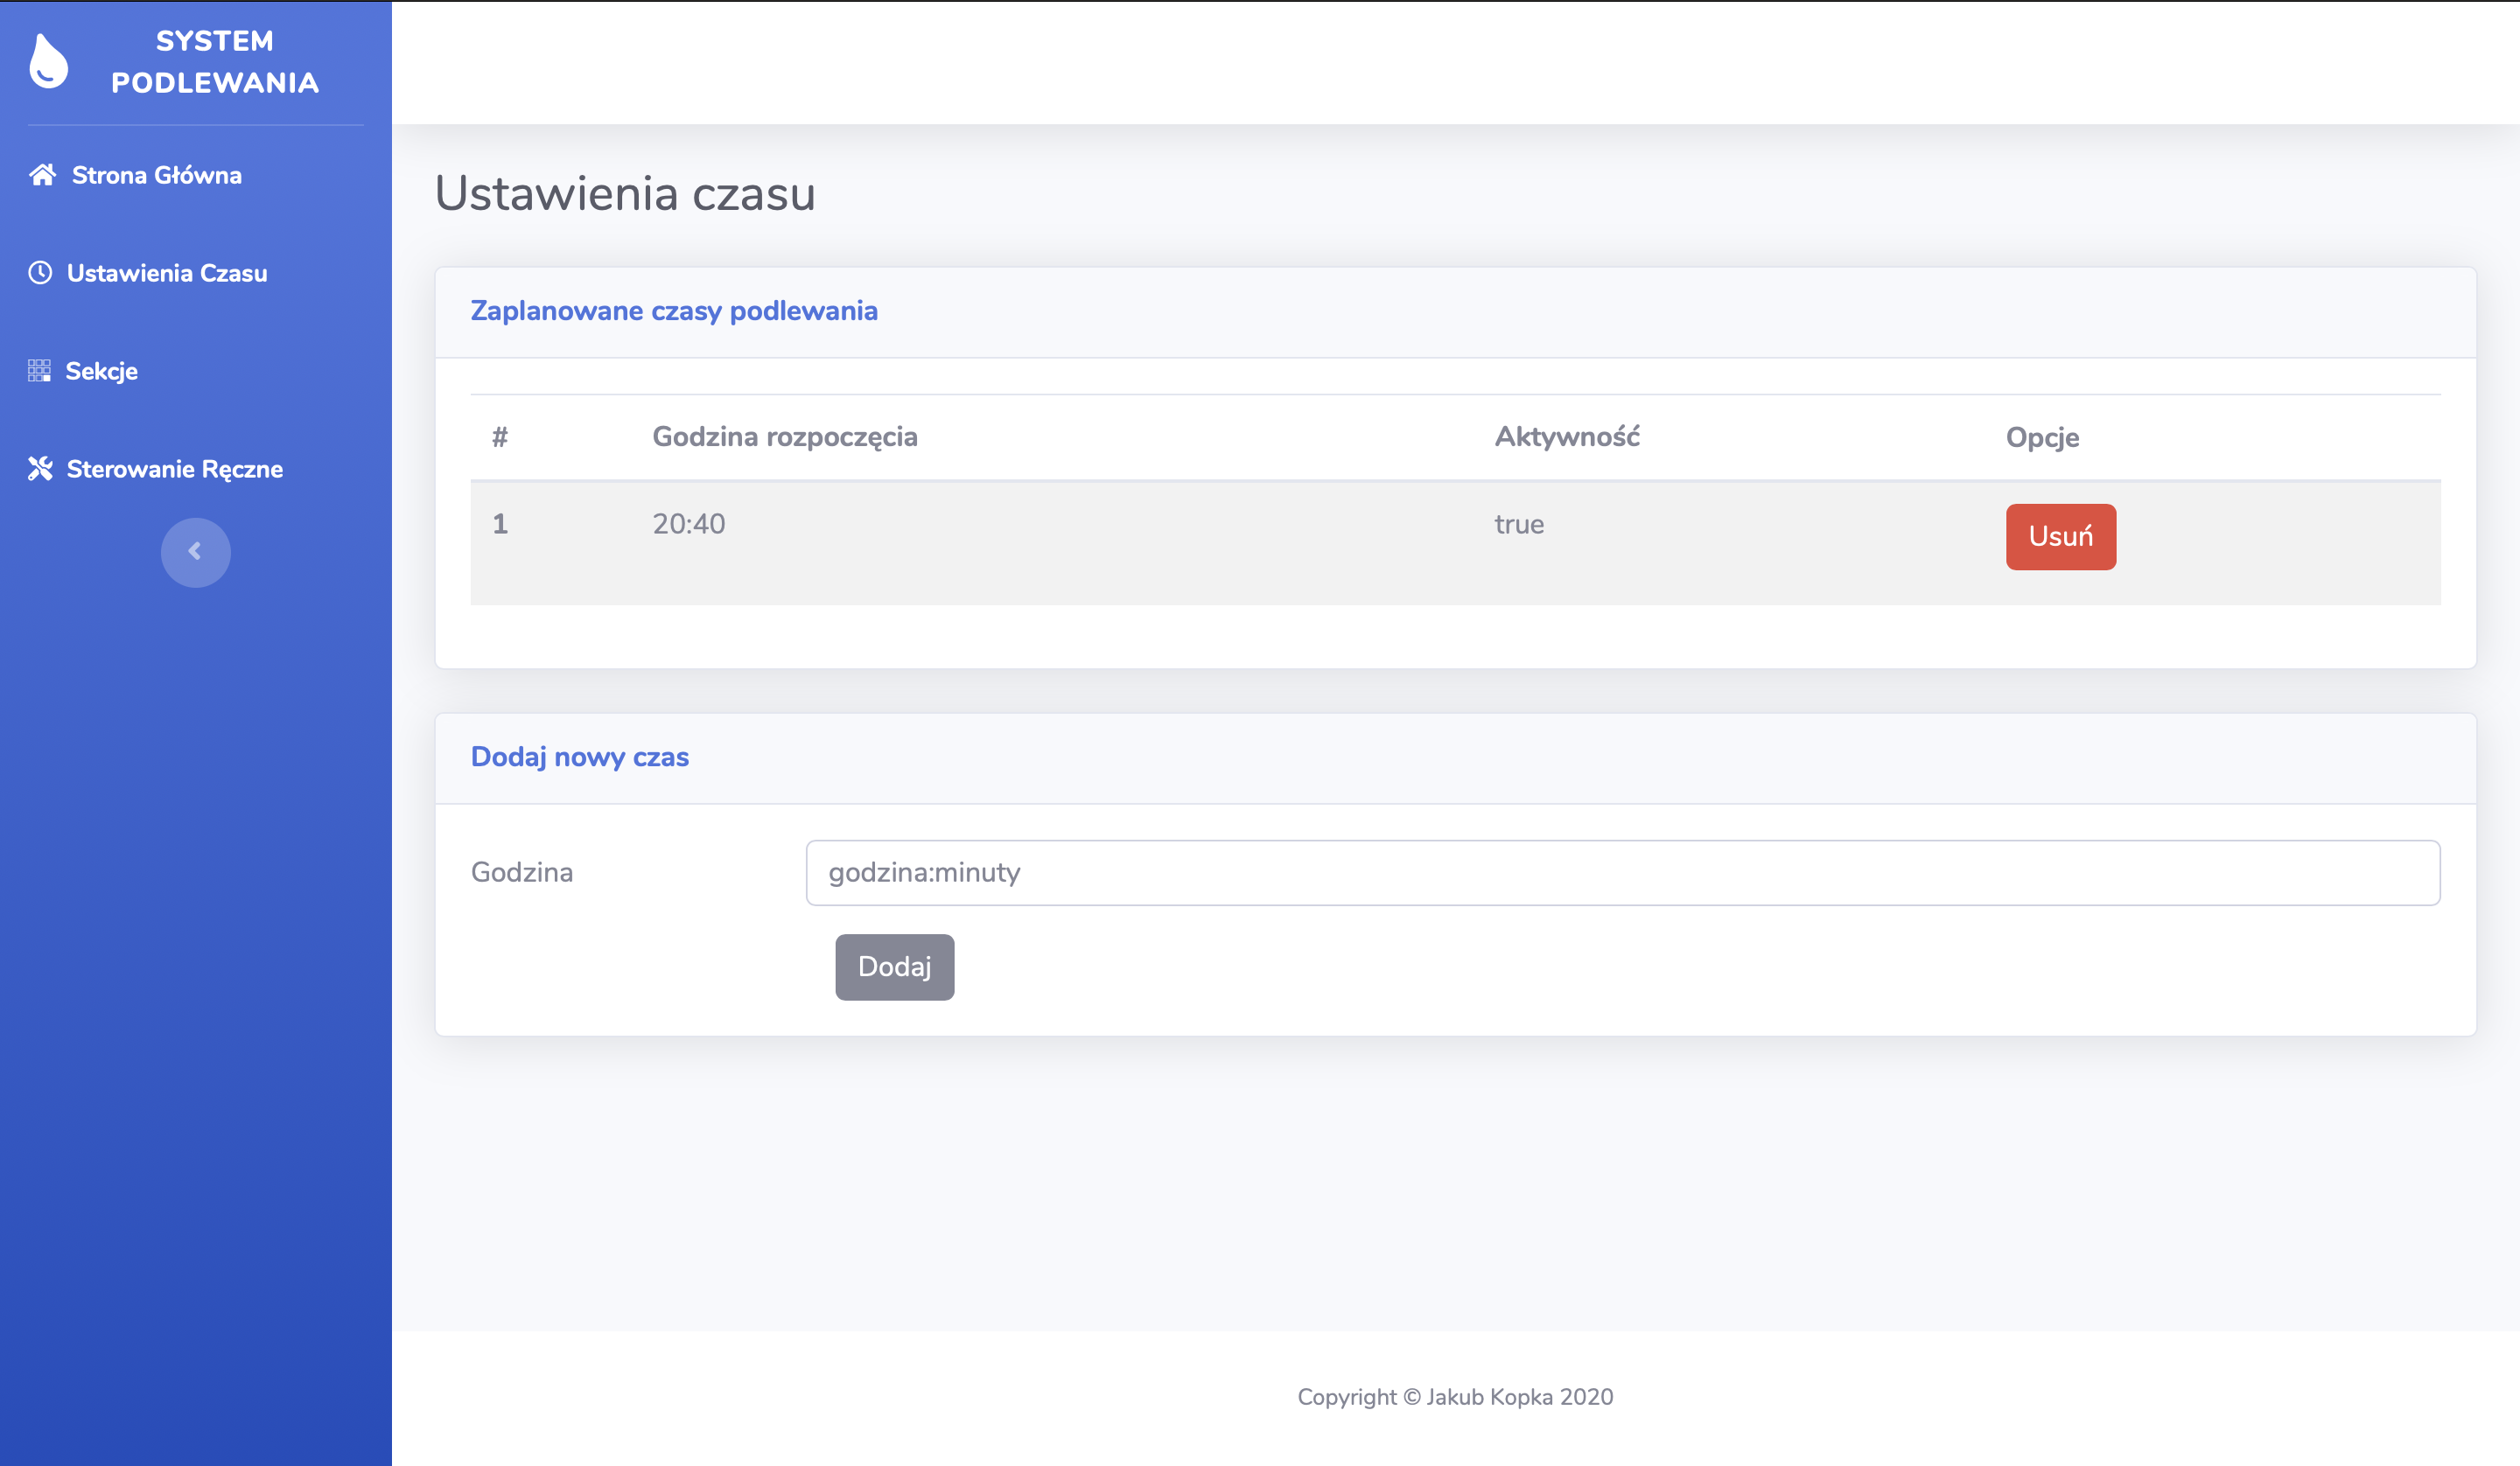 SYSTEM
PODLEWANIA
Strona Główna
Ustawienia Czasu
Sekcje
Sterowanie Ręczne
Ustawienia czasu
Zaplanowane czasy podlewania
# Godzina rozpoczęcia Aktywność Opcje
1 20:40 true Usuń
Dodaj nowy czas
Godzina godzina:minuty
Dodaj
Copyright © Jakub Kopka 2020